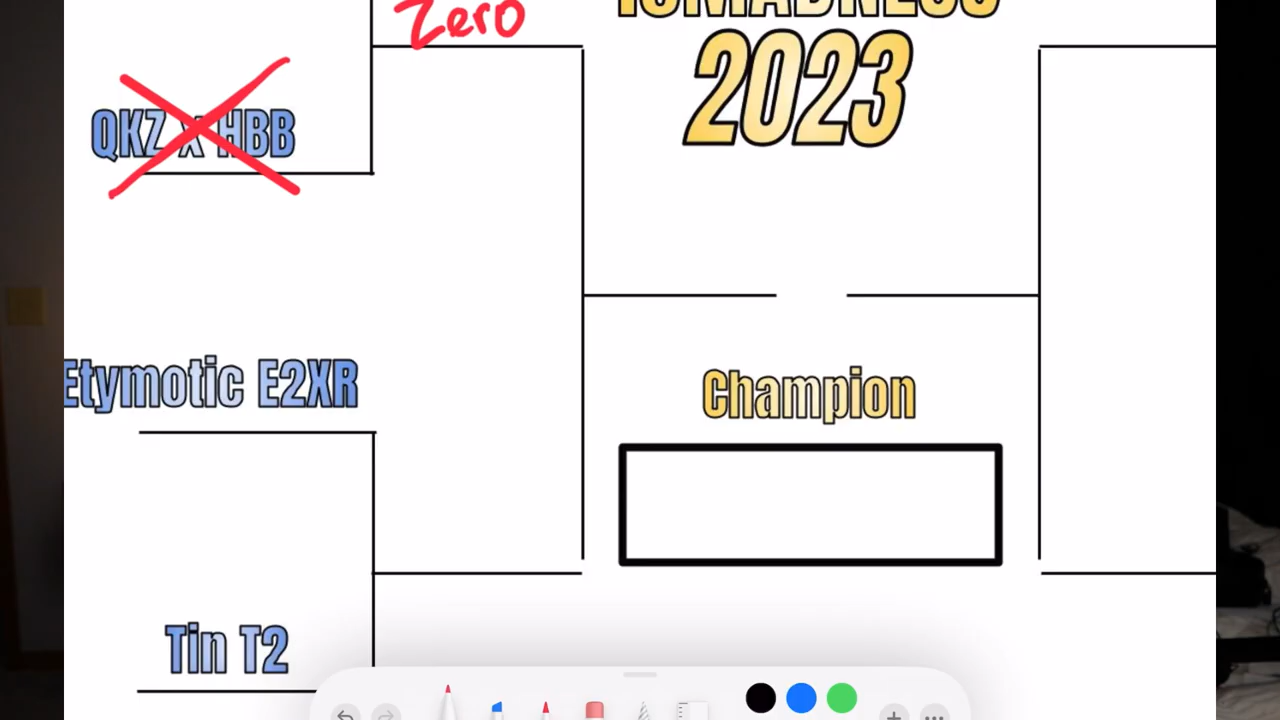 Zero
2023
QKZ x HBB
Etymotic E2XR
Champion
Tin T2